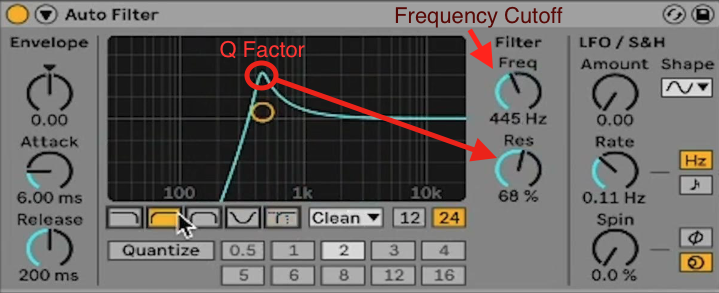 Auto Filter
Frequency Cutoff
Envelope
0.00
Attack
6.00 ms
Release
200 ms
Q Factor
100 1k 10k
Clean 12 24
Quantize 0.5 1 2 3 4
5 6 8 12 16
Filter
Freq
445 Hz
Res
68 %
LFO / S&H
Amount Shape
0.00
Rate
Hz
0.11 Hz
Spin
0.0 %